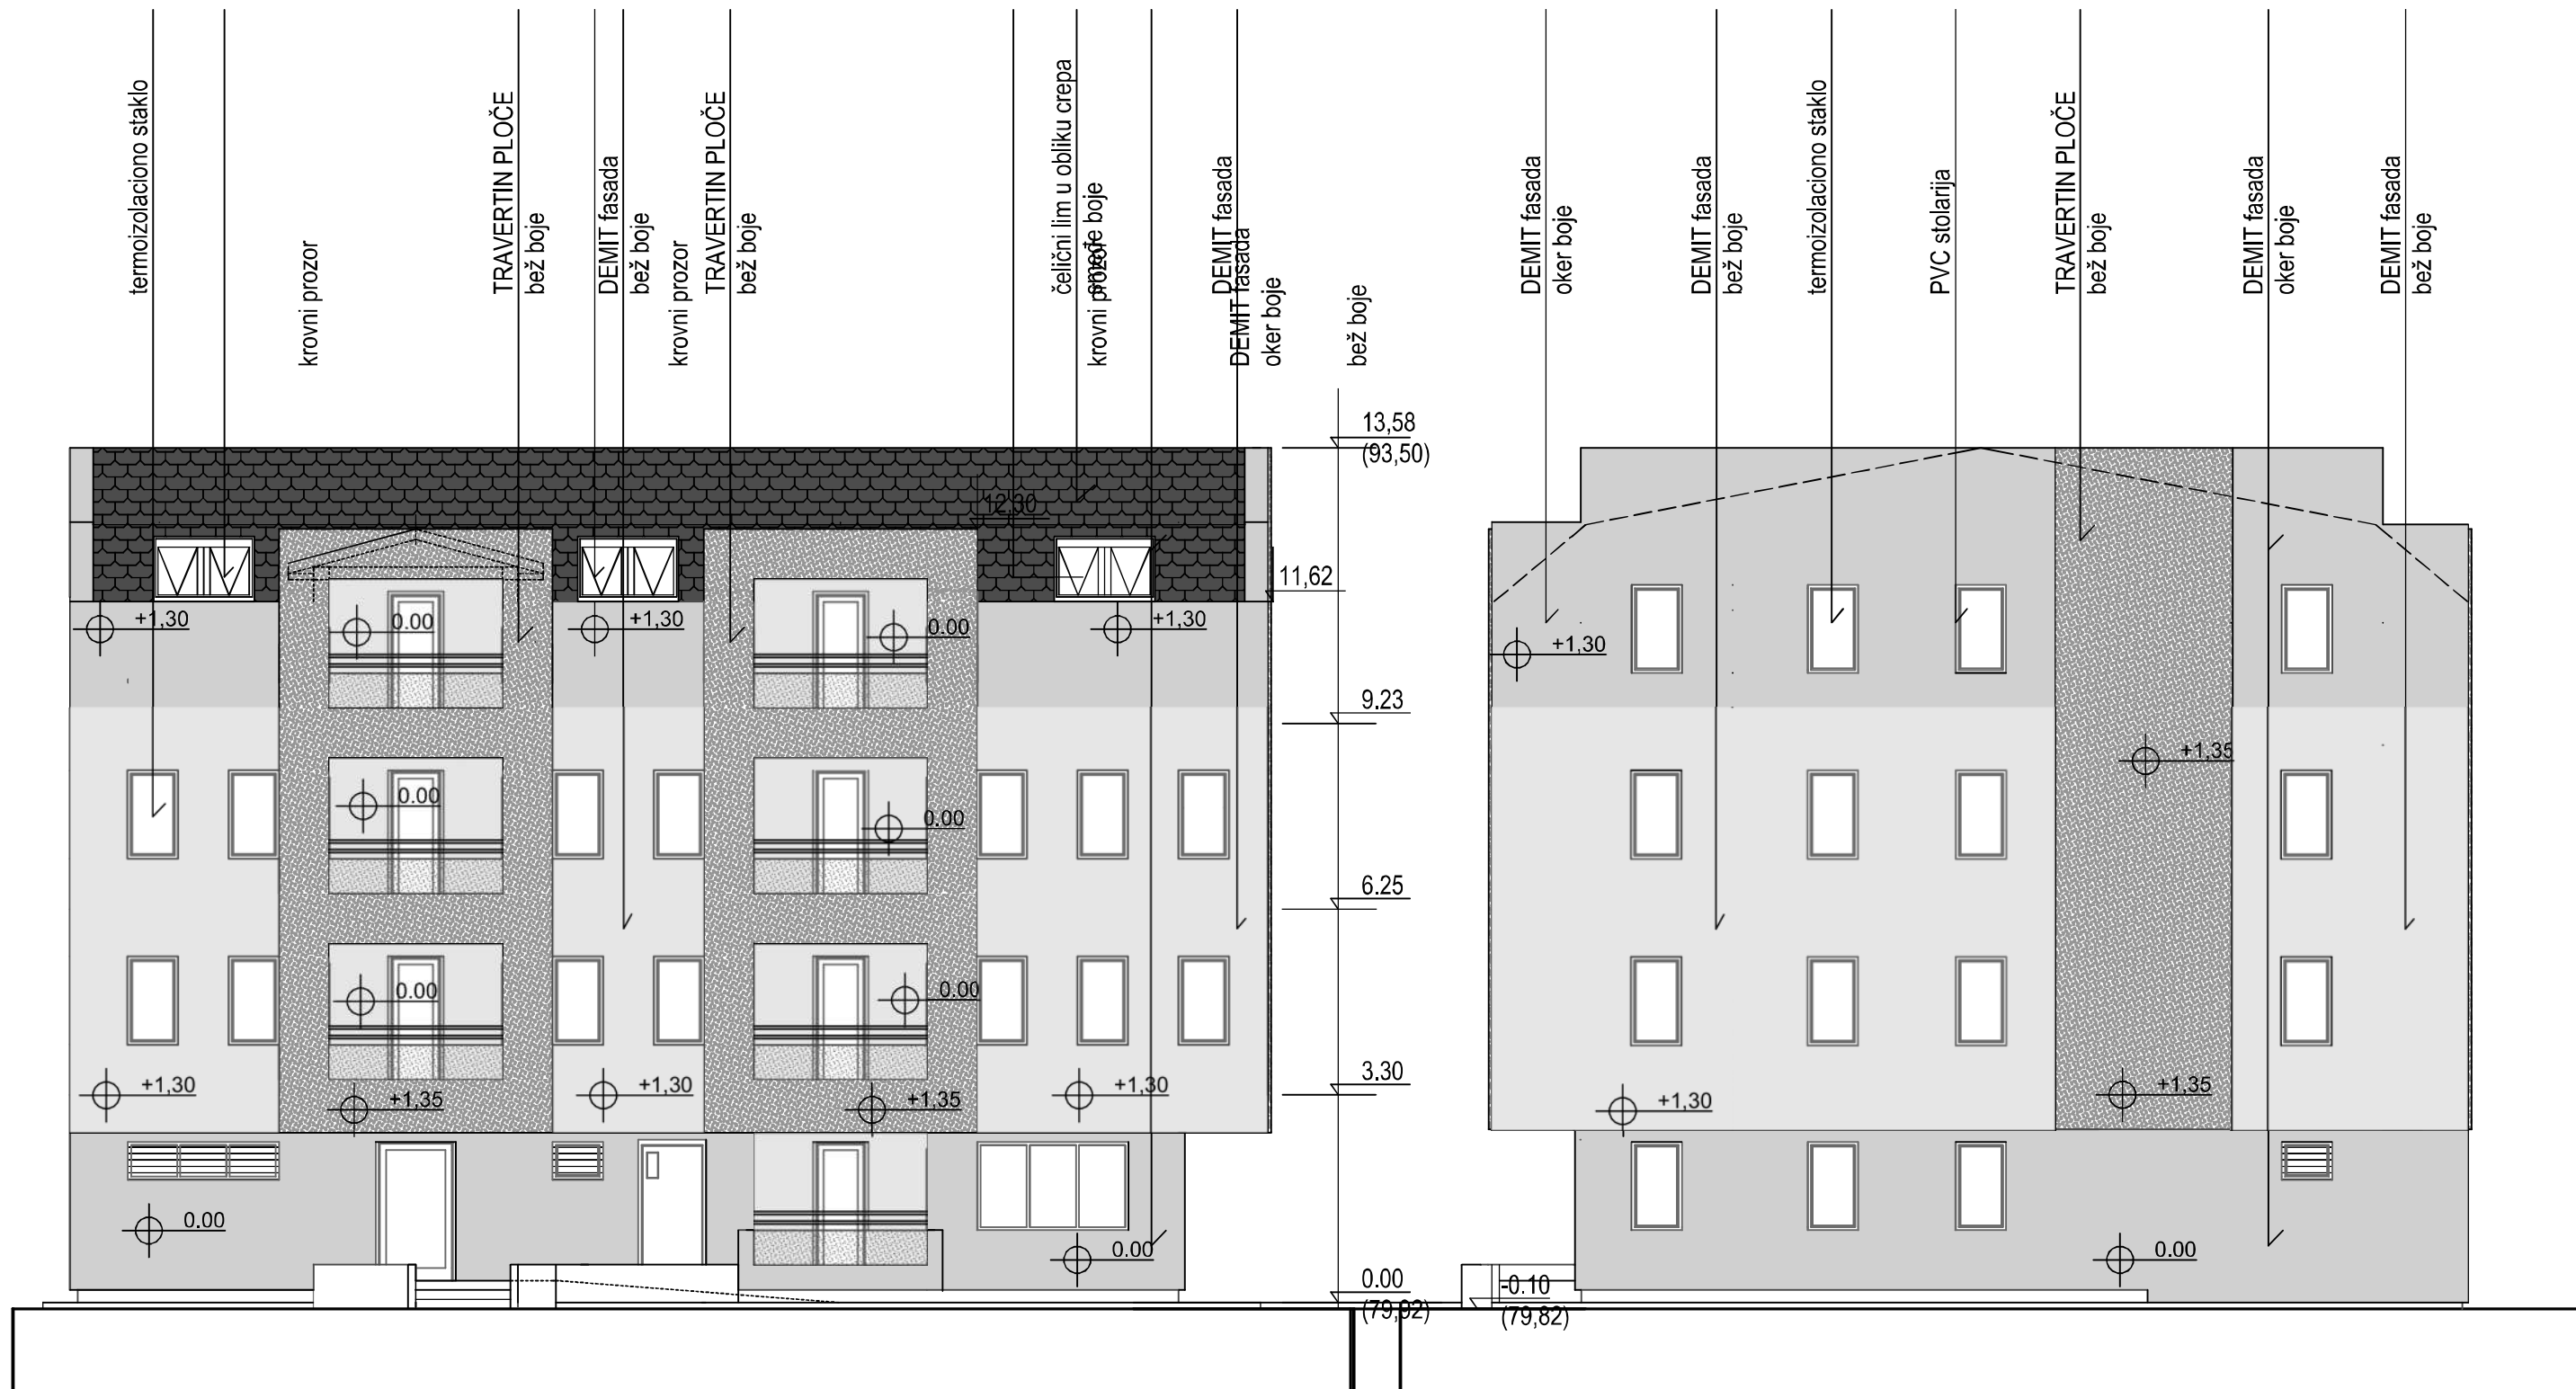 termoizolaciono staklo
krovni prozor
TRAVERTIN PLOČE
bež boje
DEMIT fasada
bež boje
krovni prozor
TRAVERTIN PLOČE
bež boje
čelični lim u obliku crepa
smeđe boje
krovni prozor
DEMIT fasada
DEMIT fasada
oker boje
bež boje
DEMIT fasada
oker boje
DEMIT fasada
bež boje
termoizolaciono staklo
PVC stolarija
TRAVERTIN PLOČE
bež boje
DEMIT fasada
oker boje
DEMIT fasada
bež boje
13,58
(93,50)
12,30
11,62
+1,30
0.00
+1,30
0.00
+1,30
+1,30
9.23
+1,35
0.00
0.00
6.25
0.00
0.00
3,30
+1,30
+1,35
+1,30
+1,35
+1,30
+1,30
+1,35
0.00
0.00
0.00
0.00
(79,92)
-0.10
(79,82)